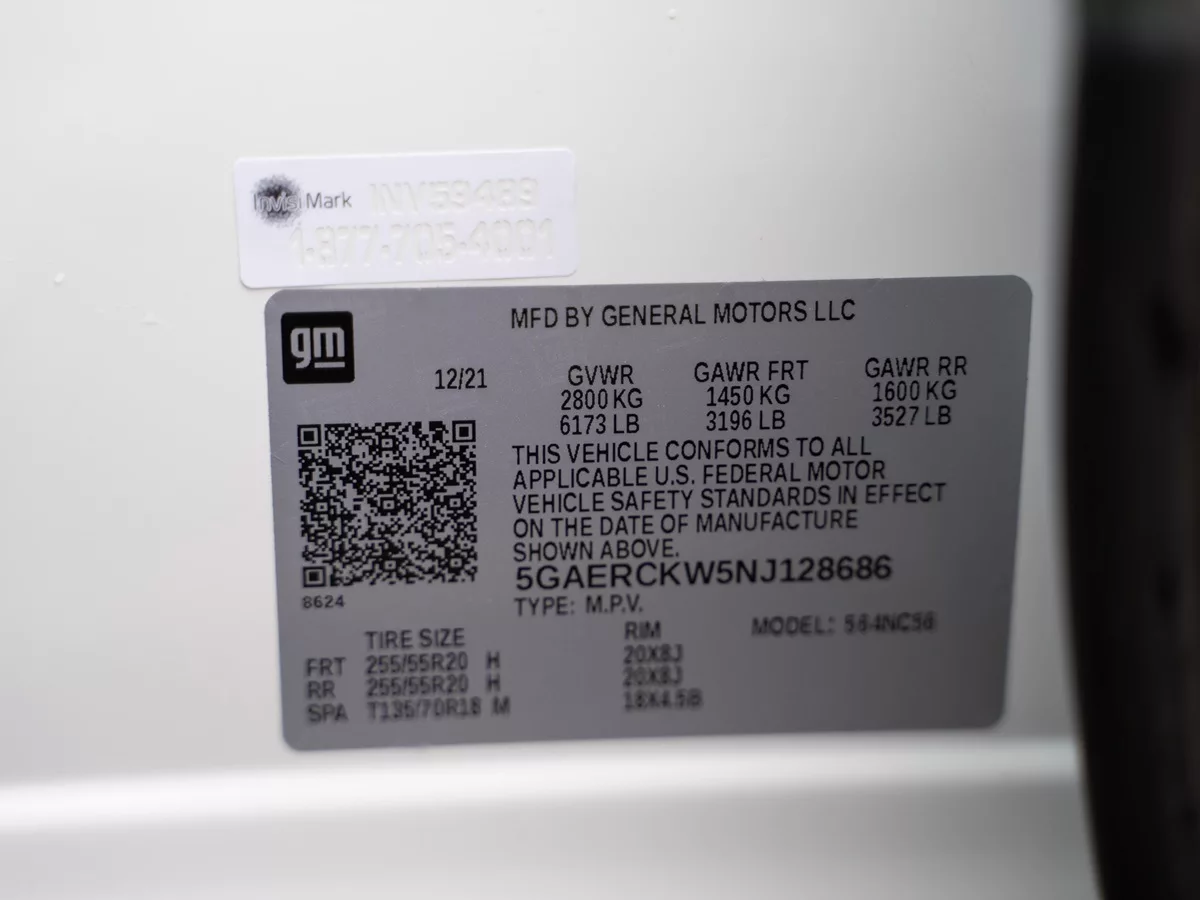 InvisiMark INV59489
1-877-705-4001
gm
MFD BY GENERAL MOTORS LLC
12/21 GVWR GAWR FRT GAWR RR
2800 KG 1450 KG 1600 KG
6173 LB 3196 LB 3527 LB
THIS VEHICLE CONFORMS TO ALL
APPLICABLE U.S. FEDERAL MOTOR
VEHICLE SAFETY STANDARDS IN EFFECT
ON THE DATE OF MANUFACTURE
SHOWN ABOVE.
5GAERCKW5NJ128686
8624
TYPE: M.P.V.
TIRE SIZE RIM MODEL:
FRT 255/55R20 H 20X8J
RR 255/55R20 H 20X8J
SPA T135/70R18 M 18X4.5B